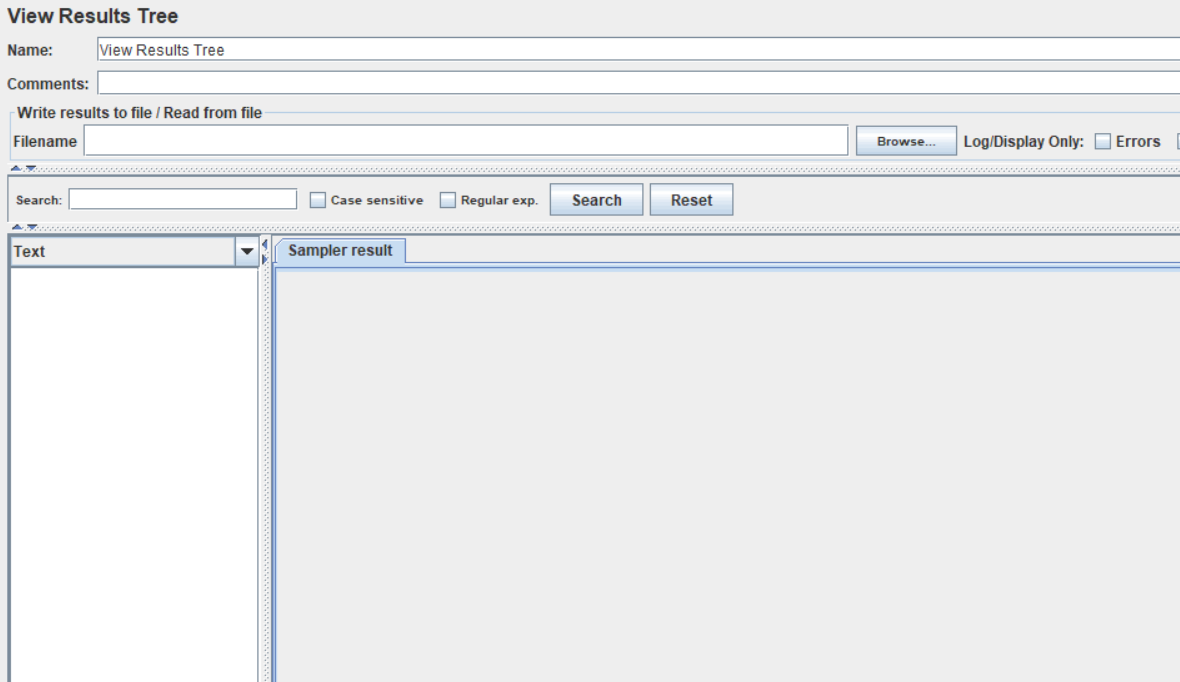 View Results Tree
Name: View Results Tree
Comments:
Write results to file / Read from file
Filename Browse... Log/Display Only: Errors
Search: Case sensitive Regular exp. Search Reset
Text Sampler result